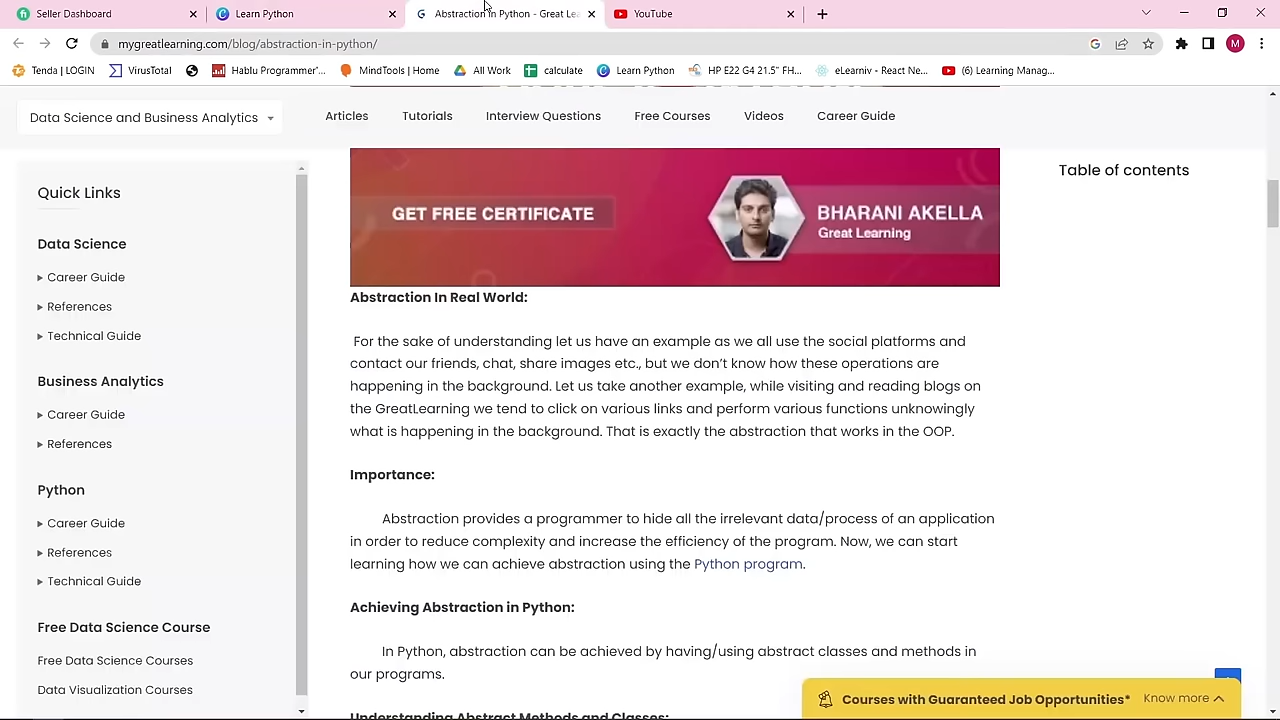 Seller Dashboard
Learn Python
Abstraction in Python - Great Le
YouTube
mygreatlearning.com/blog/abstraction-in-python/
M
Tenda | LOGIN
VirusTotal
Hablu Programmer'...
MindTools | Home
All Work
calculate
Learn Python
HP E22 G4 21.5" FH...
eLearniv - React Ne...
(6) Learning Manag...
Data Science and Business Analytics
Articles
Tutorials
Interview Questions
Free Courses
Videos
Career Guide
Quick Links
Data Science
Career Guide
References
Technical Guide
Business Analytics
Career Guide
References
Python
Career Guide
References
Technical Guide
Free Data Science Course
Free Data Science Courses
Data Visualization Courses
GET FREE CERTIFICATE
BHARANI AKELLA
Great Learning
Abstraction In Real World:
For the sake of understanding let us have an example as we all use the social platforms and
contact our friends, chat, share images etc., but we don't know how these operations are
happening in the background. Let us take another example, while visiting and reading blogs on
the GreatLearning we tend to click on various links and perform various functions unknowingly
what is happening in the background. That is exactly the abstraction that works in the OOP.
Importance:
Abstraction provides a programmer to hide all the irrelevant data/process of an application
in order to reduce complexity and increase the efficiency of the program. Now, we can start
learning how we can achieve abstraction using the Python program.
Achieving Abstraction in Python:
In Python, abstraction can be achieved by having/using abstract classes and methods in
our programs.
Understanding Abstract Methods and Classes:
Table of contents
Courses with Guaranteed Job Opportunities*
Know more